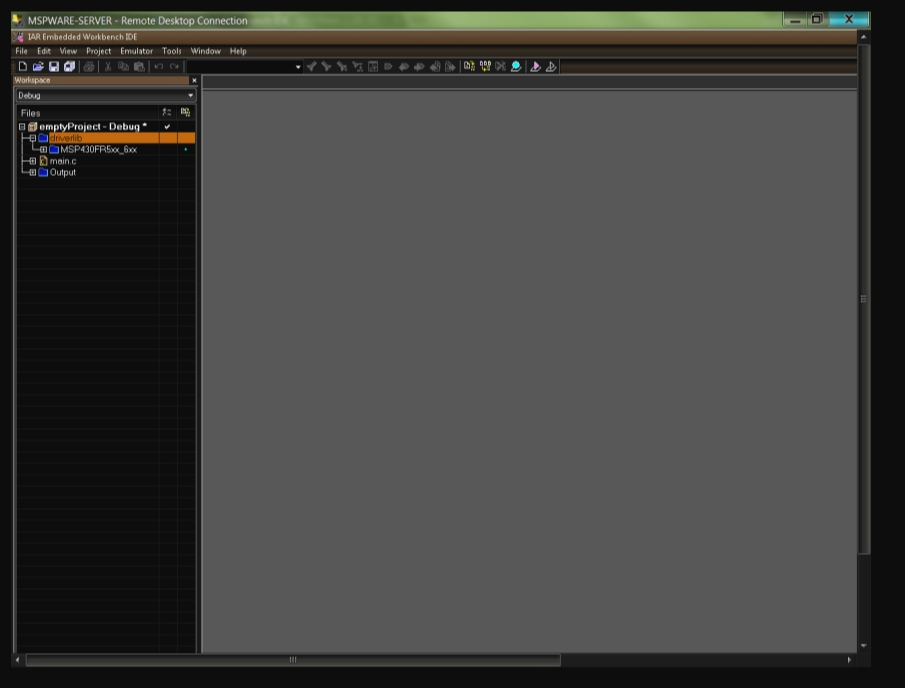 MSPWARE-SERVER - Remote Desktop Connection
IAR Embedded Workbench IDE
File Edit View Project Emulator Tools Window Help
Workspace
Debug
Files
emptyProject - Debug *
driverlib
MSP430FR5xx_6xx
main.c
Output